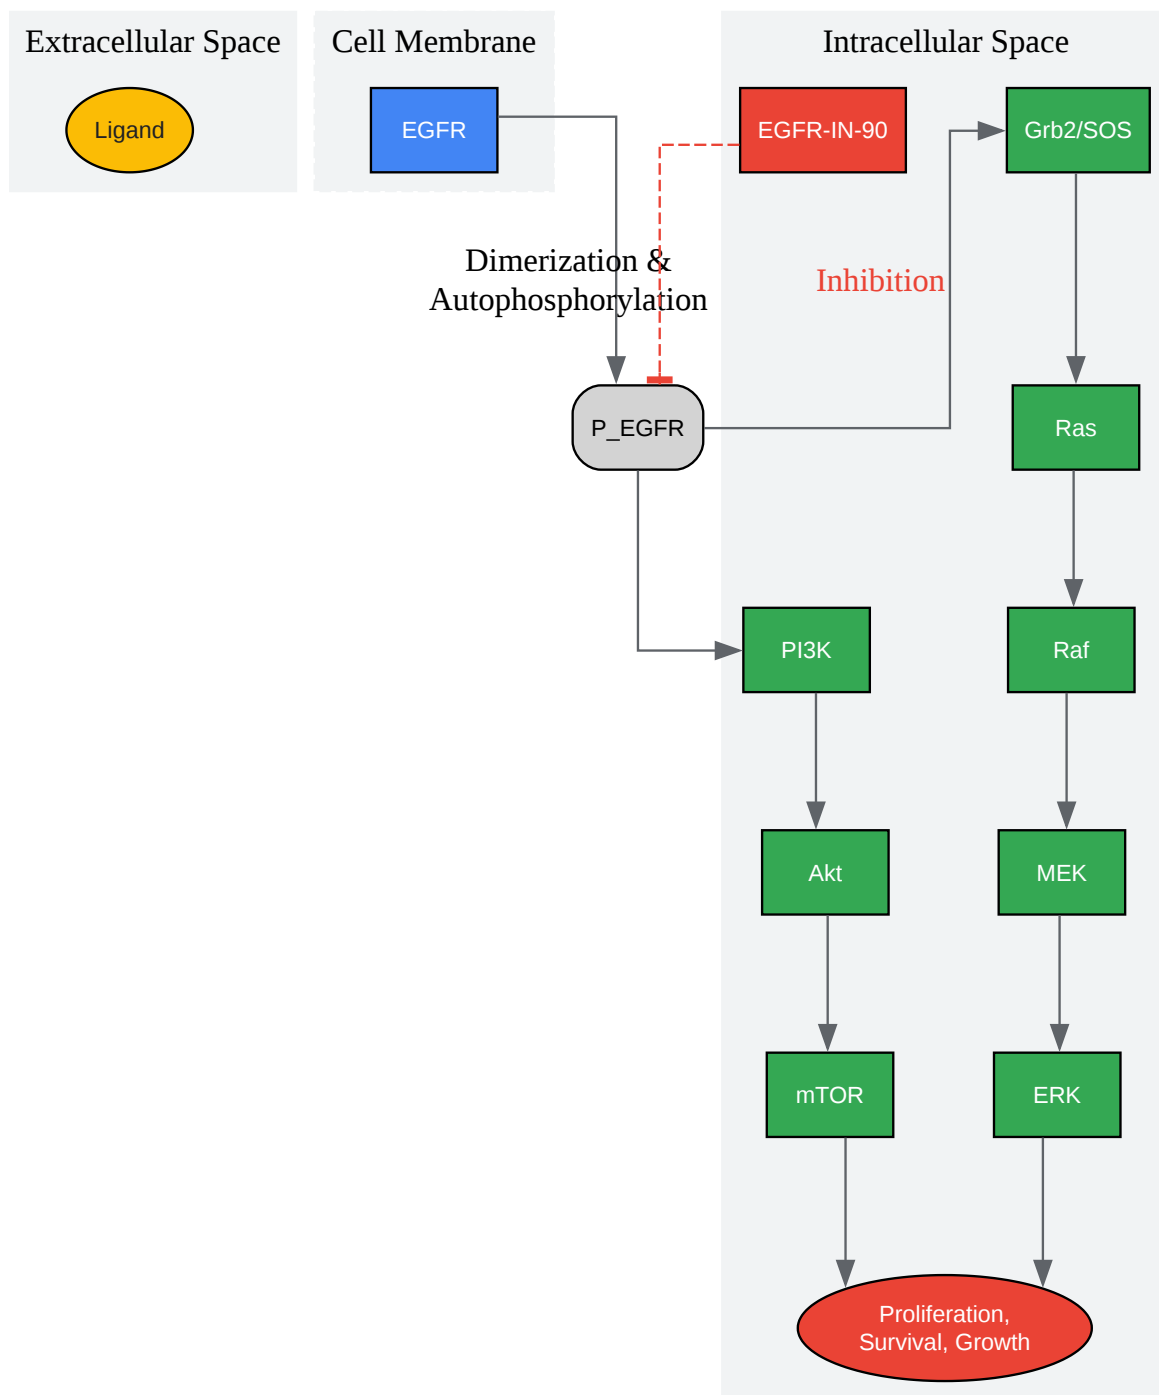 Extracellular Space
Cell Membrane
Intracellular Space
Ligand
EGFR
EGFR-IN-90
Grb2/SOS
Dimerization &
Autophosphorylation
Inhibition
P_EGFR
Ras
PI3K
Raf
Akt
MEK
mTOR
ERK
Proliferation,
Survival, Growth